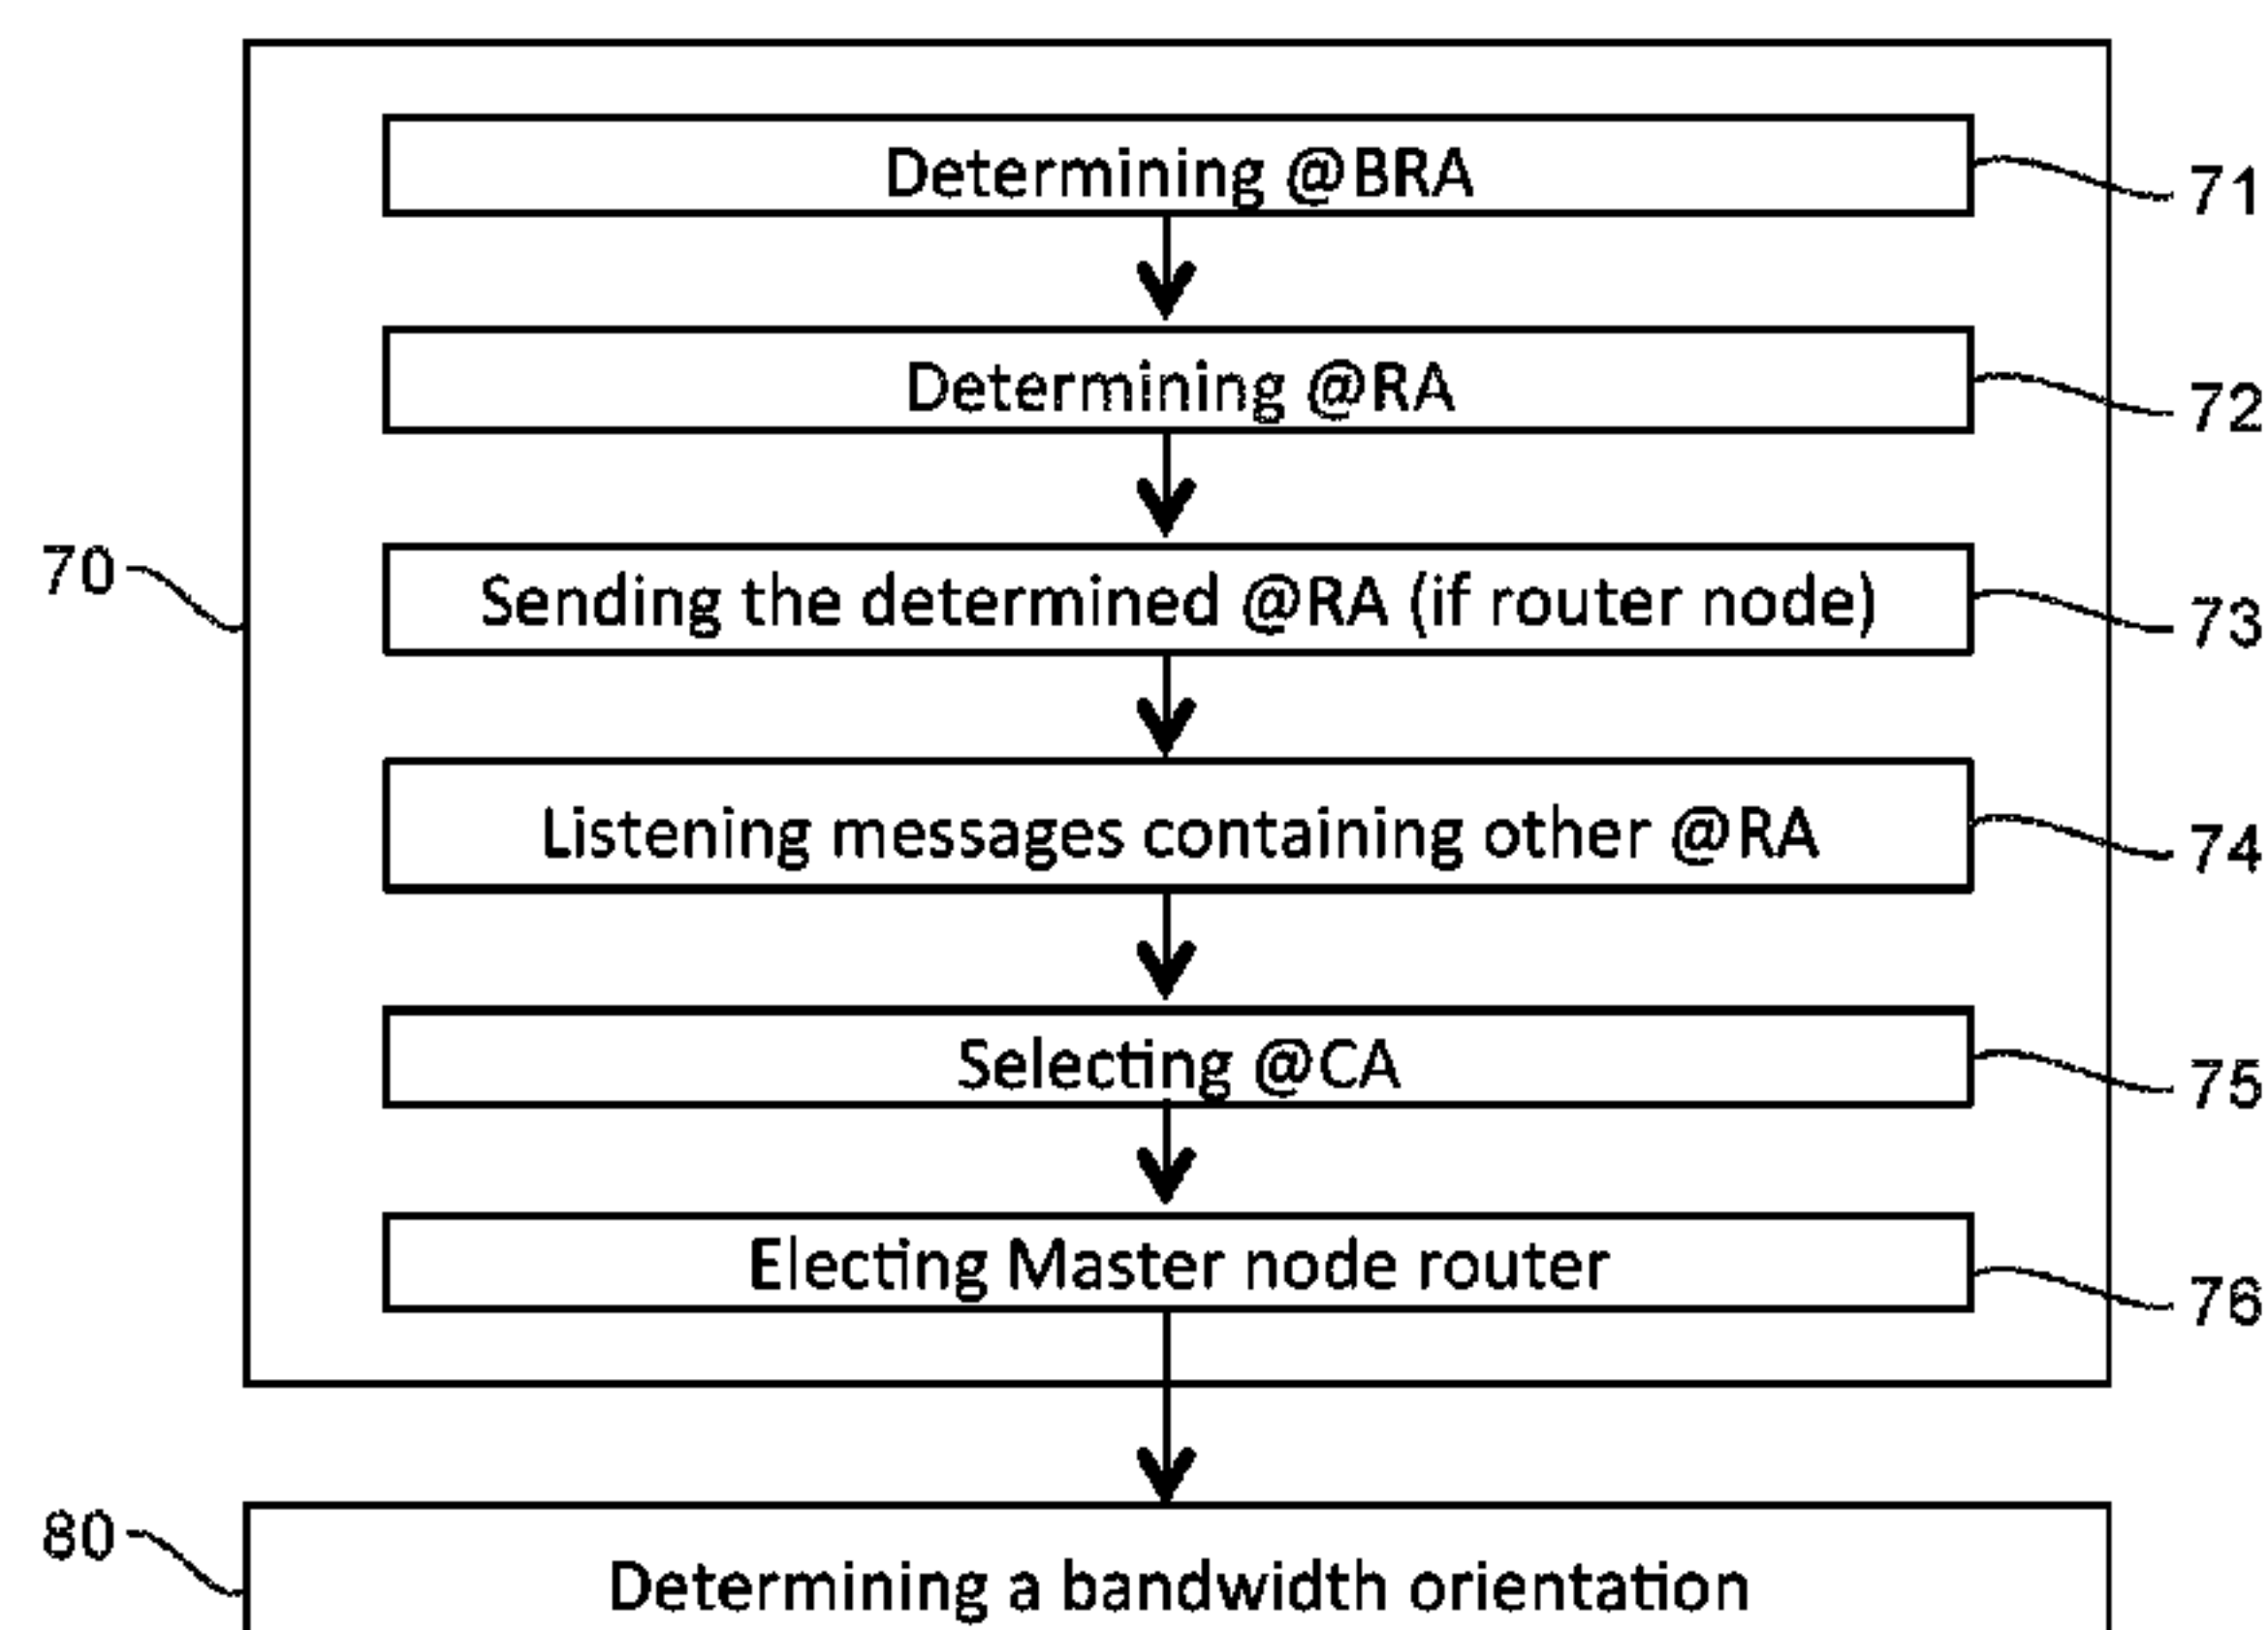 Determining @BRA
71
Determining @RA
72
70
Sending the determined @RA (if router node)
73
Listening messages containing other @RA
74
Selecting @CA
75
Electing Master node router
76
80
Determining a bandwidth orientation